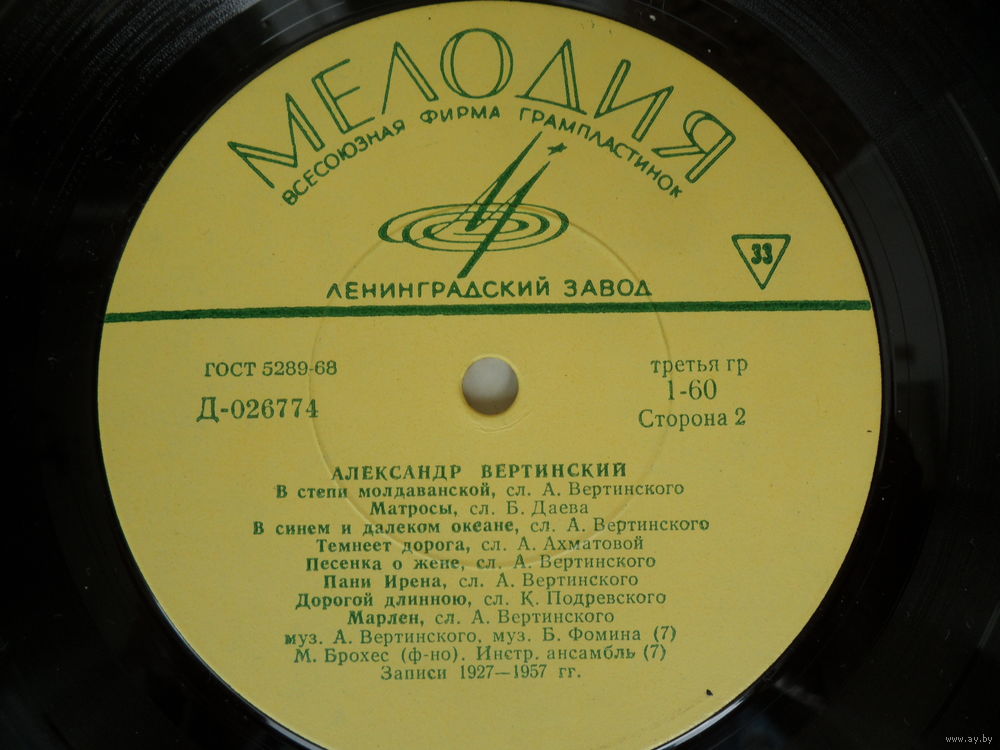 МЕЛОДИЯ
ВСЕСОЮЗНАЯ ФИРМА ГРАМПЛАСТИНОК
33
ЛЕНИНГРАДСКИЙ ЗАВОД
ГОСТ 5289-68
третья гр
Д-026774
1-60
Сторона 2
АЛЕКСАНДР ВЕРТИНСКИЙ
В степи молдаванской, сл. А. Вертинского
Матросы, сл. Б. Даева
В синем и далеком океане, сл. А. Вертинского
Темнеет дорога, сл. А. Ахматовой
Песенка о жене, сл. А. Вертинского
Пани Ирена, сл. А. Вертинского
Дорогой длинною, сл. К. Подревского
Марлен, сл. А. Вертинского
муз. А. Вертинского, муз. Б. Фомина (7)
М. Брохес (ф-но). Инстр. ансамбль (7)
Записи 1927—1957 гг.
www.ay.by